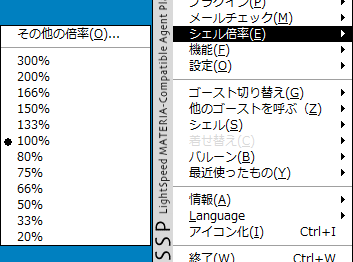 その他の倍率(O)...
300%
200%
166%
150%
133%
100%
80%
75%
66%
50%
33%
20%
SSP LightSpeed MATERIA-Compatible Agent
プラグイン(P)
メールチェック(M)
シェル倍率(E)
機能(F)
設定(O)
ゴースト切り替え(G)
他のゴーストを呼ぶ(Z)
シェル(S)
着せ替え(C)
バルーン(B)
最近使ったもの(Y)
情報(A)
Language
アイコン化(I) Ctrl+I
終了(W) Ctrl+W